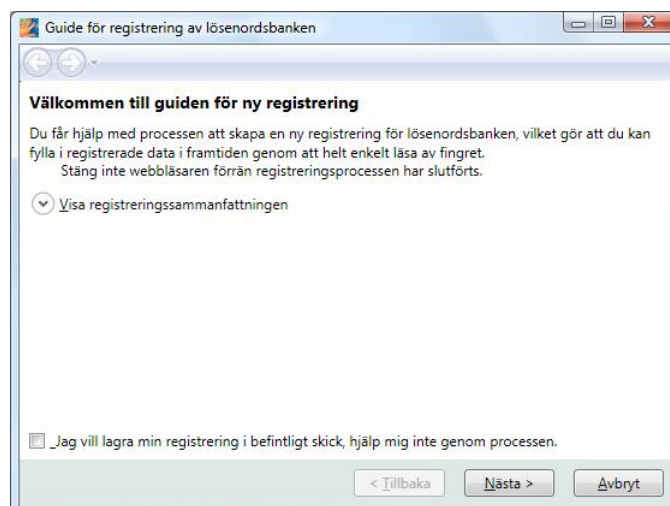 Guide för registrering av lösenordsbanken
Välkommen till guiden för ny registrering
Du får hjälp med processen att skapa en ny registrering för lösenordsbanken, vilket gör att du kan
fylla i registrerade data i framtiden genom att helt enkelt läsa av fingret.
Stäng inte webbläsaren förrän registreringsprocessen har slutförts.
Visa registreringssammanfattningen
_Jag vill lagra min registrering i befintligt skick, hjälp mig inte genom processen.
< Tillbaka Nästa > Avbryt